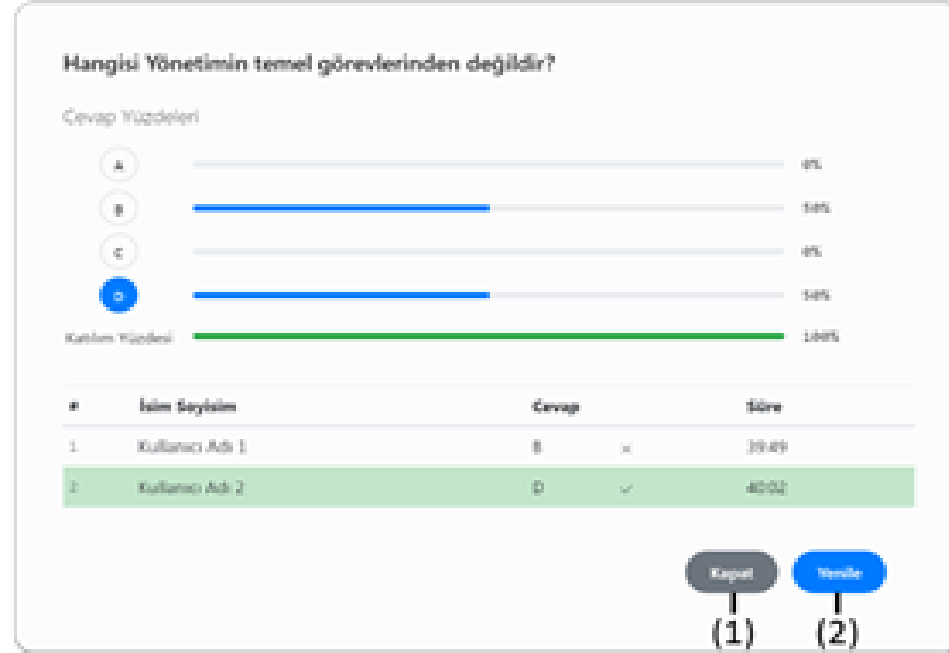 Hangisi Yönetimin temel görevlerinden değildir?
Cevap Yüzdeleri
A 0%
B 50%
C 0%
D 50%
Katılım Yüzdesi 100%
# İsim Soyisim Cevap Süre
1 Kullanıcı Adı 1 B × 39:49
2 Kullanıcı Adı 2 D ✓ 40:02
Kapat Yenile
(1) (2)